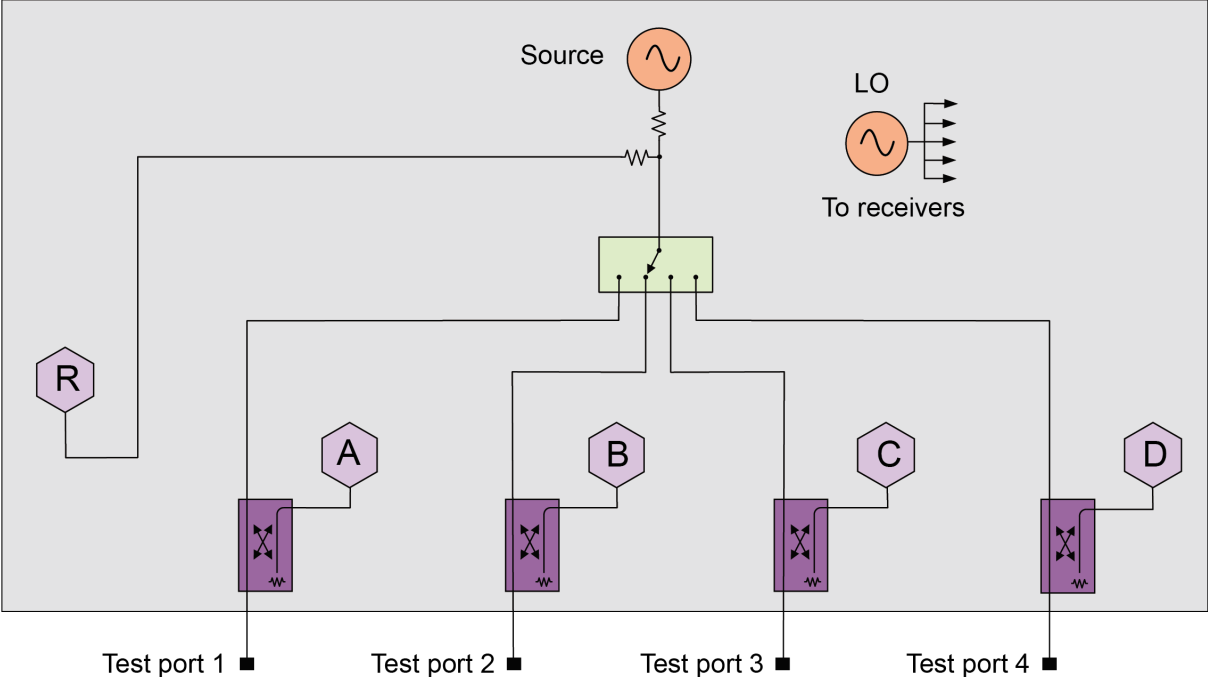 Source
LO
To receivers
R
A
B
C
D
Test port 1
Test port 2
Test port 3
Test port 4